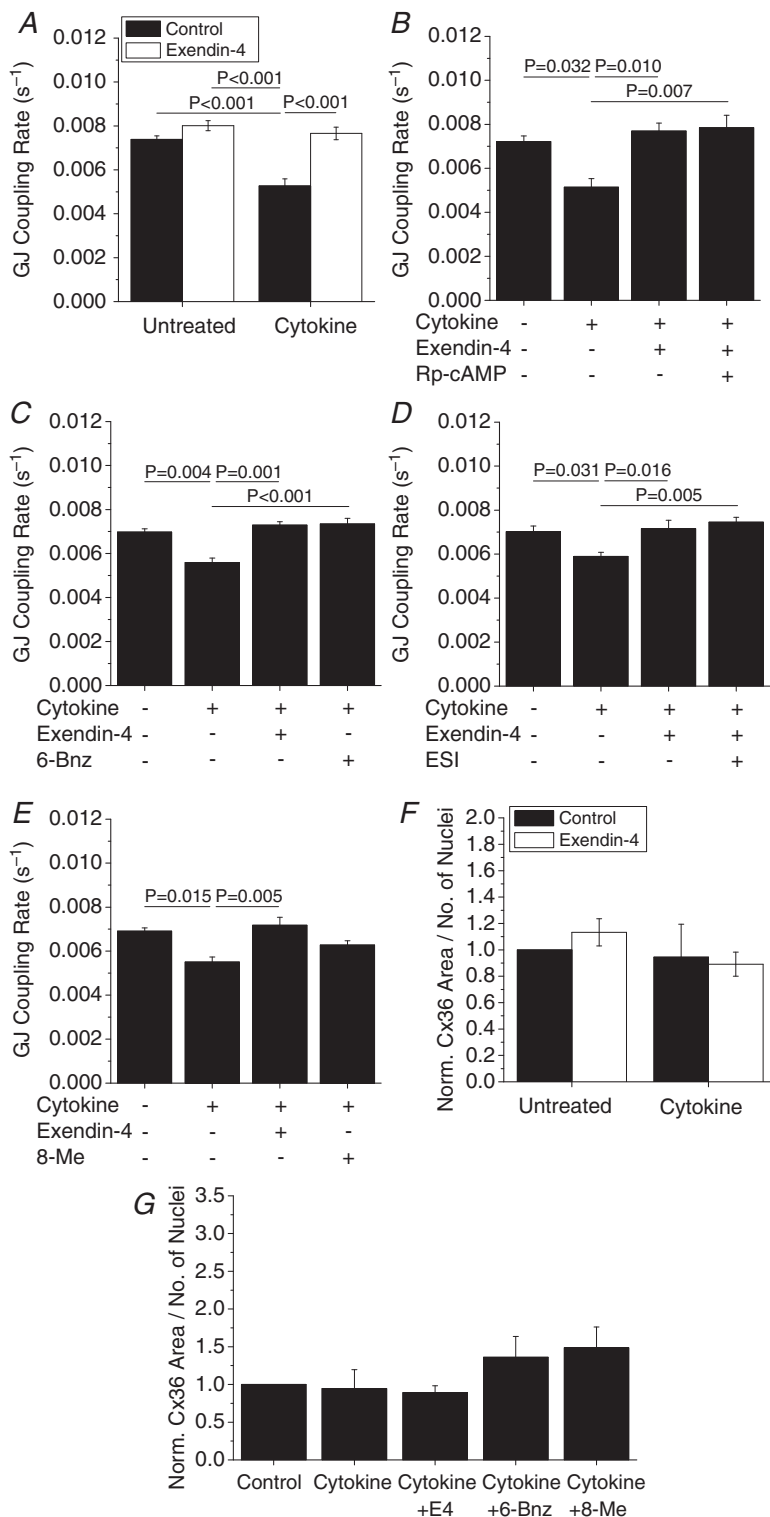 A
Control
Exendin-4
P<0.001
P<0.001
P<0.001
GJ Coupling Rate (s⁻¹)
0.012
0.010
0.008
0.006
0.004
0.002
0.000
Untreated
Cytokine
B
P=0.032
P=0.010
P=0.007
GJ Coupling Rate (s⁻¹)
0.012
0.010
0.008
0.006
0.004
0.002
0.000
Cytokine - + + +
Exendin-4 - - + +
Rp-cAMP - - - +
C
P=0.004
P=0.001
P<0.001
GJ Coupling Rate (s⁻¹)
0.012
0.010
0.008
0.006
0.004
0.002
0.000
Cytokine - + + +
Exendin-4 - - + -
6-Bnz - - - +
D
P=0.031
P=0.016
P=0.005
GJ Coupling Rate (s⁻¹)
0.012
0.010
0.008
0.006
0.004
0.002
0.000
Cytokine - + + +
Exendin-4 - - + +
ESI - - - +
E
P=0.015
P=0.005
GJ Coupling Rate (s⁻¹)
0.012
0.010
0.008
0.006
0.004
0.002
0.000
Cytokine - + + +
Exendin-4 - - + -
8-Me - - - +
F
Control
Exendin-4
Norm. Cx36 Area / No. of Nuclei
2.0
1.8
1.6
1.4
1.2
1.0
0.8
0.6
0.4
0.2
0.0
Untreated
Cytokine
G
Norm. Cx36 Area / No. of Nuclei
3.5
3.0
2.5
2.0
1.5
1.0
0.5
0.0
Control
Cytokine
Cytokine
+E4
Cytokine
+6-Bnz
Cytokine
+8-Me